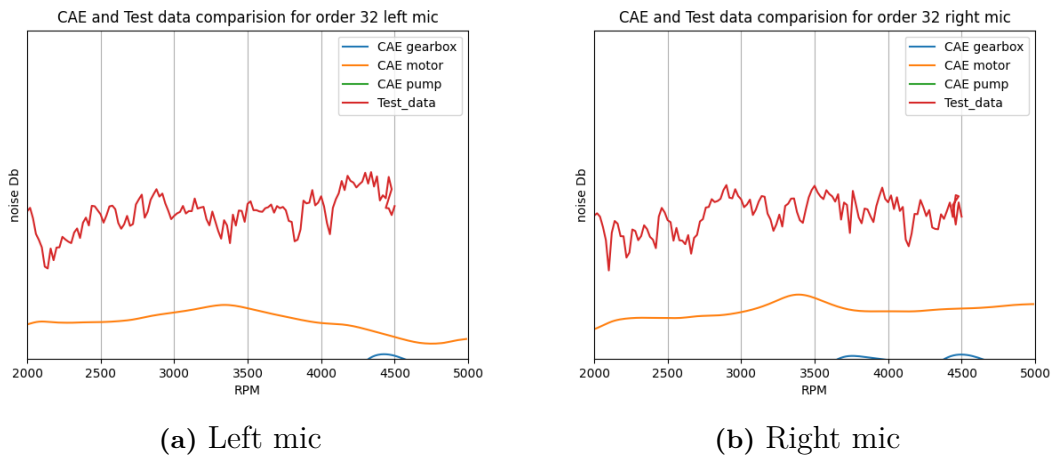 CAE and Test data comparision for order 32 left mic
noise Db
CAE gearbox
CAE motor
CAE pump
Test_data
2000 2500 3000 3500 4000 4500 5000
RPM
(a) Left mic
CAE and Test data comparision for order 32 right mic
noise Db
CAE gearbox
CAE motor
CAE pump
Test_data
2000 2500 3000 3500 4000 4500 5000
RPM
(b) Right mic